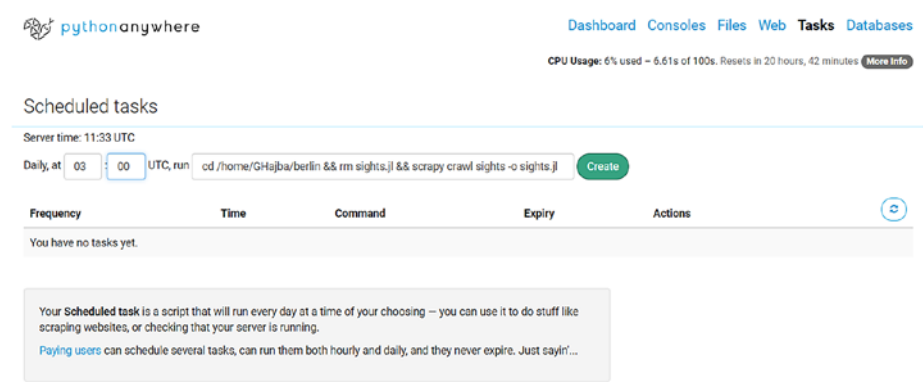 pythonanywhere
Dashboard Consoles Files Web Tasks Databases
CPU Usage: 6% used – 6.61s of 100s. Resets in 20 hours, 42 minutes More Info
Scheduled tasks
Server time: 11:33 UTC
Daily, at 03 : 00 UTC, run cd /home/GHajba/berlin && rm sights.jl && scrapy crawl sights -o sights.jl Create
Frequency Time Command Expiry Actions
You have no tasks yet.
Your Scheduled task is a script that will run every day at a time of your choosing — you can use it to do stuff like
scraping websites, or checking that your server is running.
Paying users can schedule several tasks, can run them both hourly and daily, and they never expire. Just sayin'...